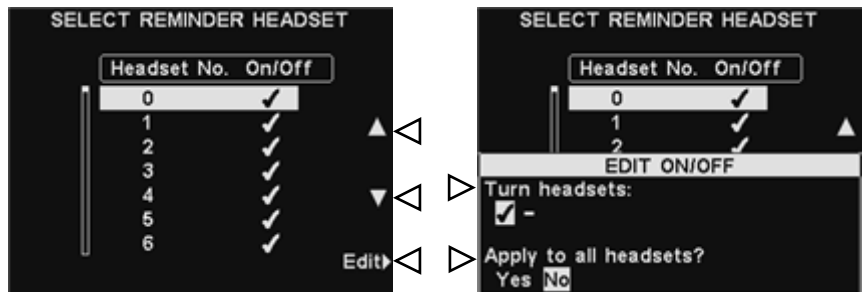 SELECT REMINDER HEADSET
Headset No. On/Off
0 ✓
1 ✓
2 ✓
3 ✓
4 ✓
5 ✓
6 ✓
Edit
SELECT REMINDER HEADSET
Headset No. On/Off
0 ✓
1 ✓
2 ✓
EDIT ON/OFF
Turn headsets:
✓ –
Apply to all headsets?
Yes No